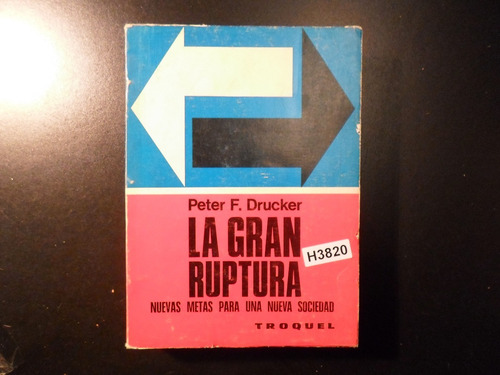 Peter F. Drucker
LA GRAN
RUPTURA
H3820
NUEVAS METAS PARA UNA NUEVA SOCIEDAD
TROQUEL